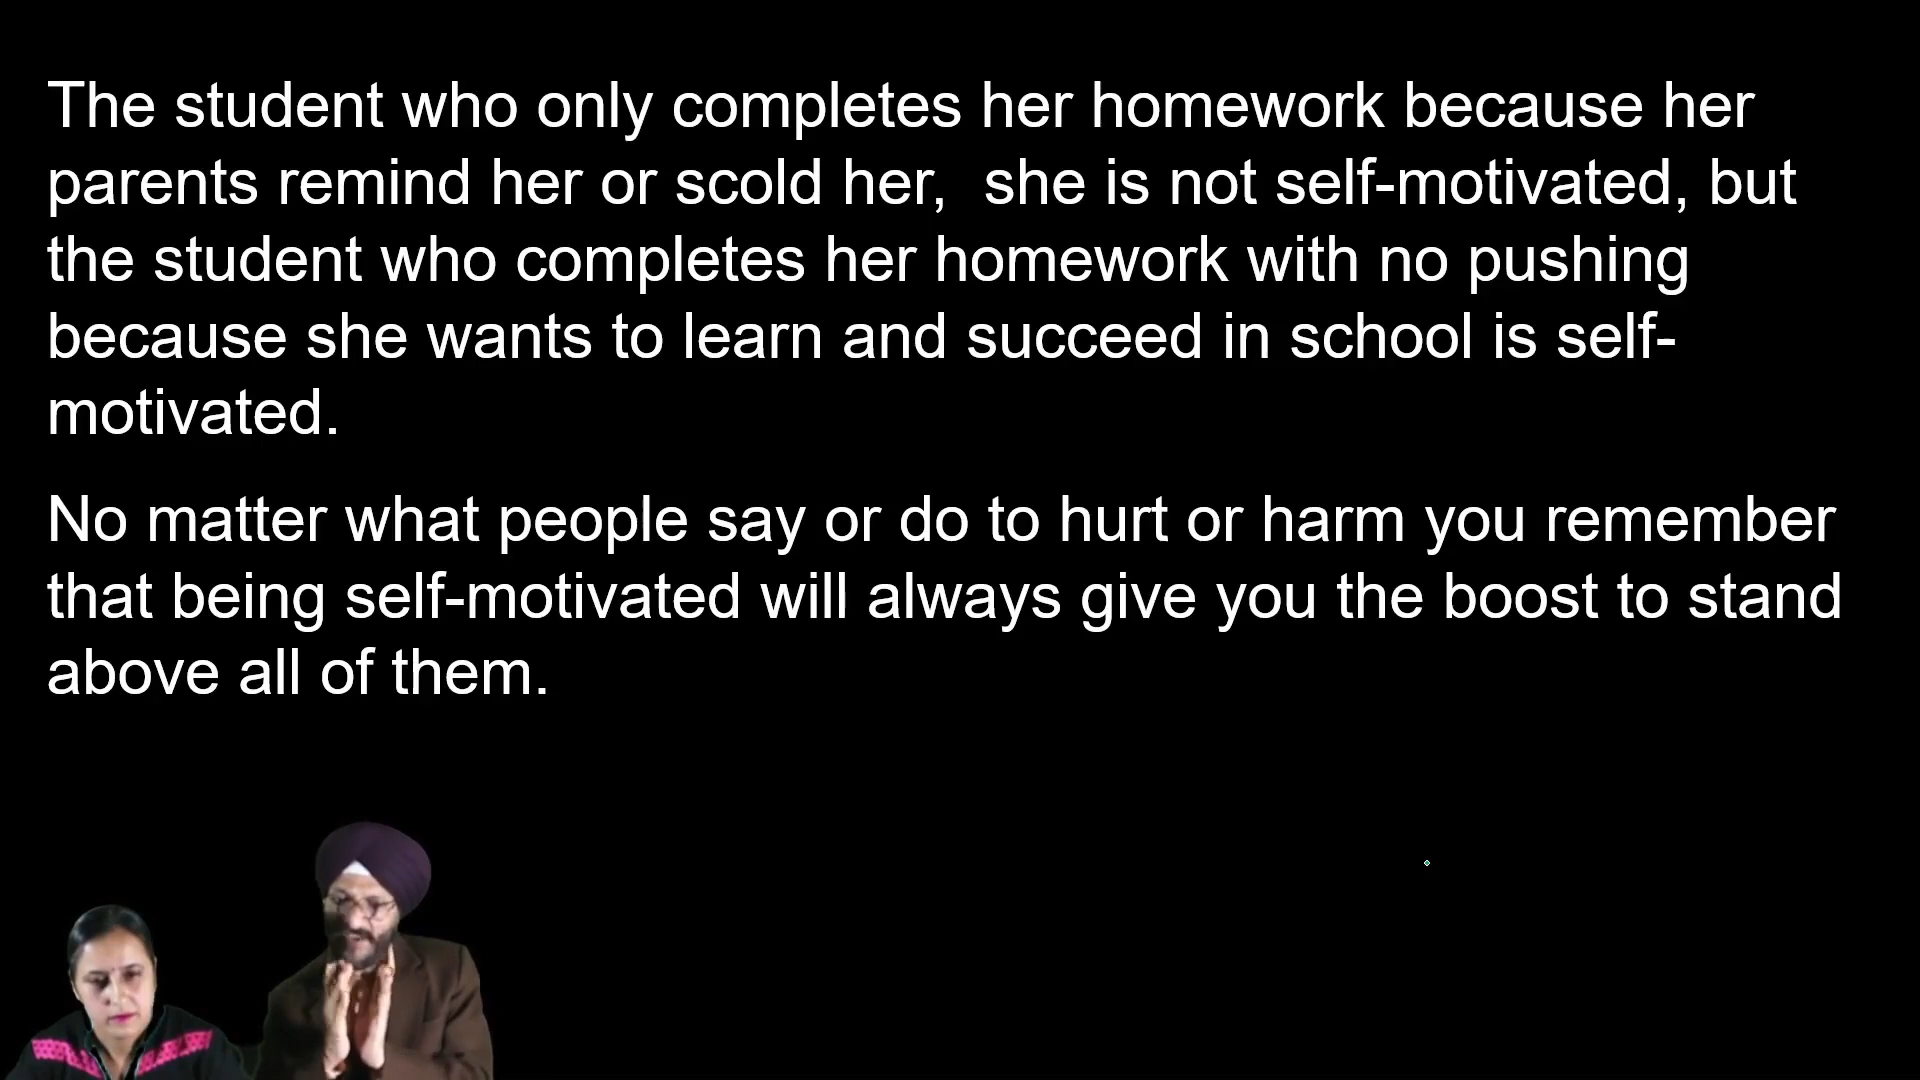 The student who only completes her homework because her
parents remind her or scold her,  she is not self-motivated, but
the student who completes her homework with no pushing
because she wants to learn and succeed in school is self-
motivated.
No matter what people say or do to hurt or harm you remember
that being self-motivated will always give you the boost to stand
above all of them.